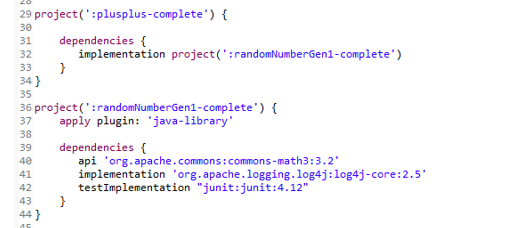 28
29 project(':plusplus-complete') {
30
31     dependencies {
32        implementation project(':randomNumberGen1-complete')
33     }
34 }
35
36 project(':randomNumberGen1-complete') {
37     apply plugin: 'java-library'
38
39     dependencies {
40        api 'org.apache.commons:commons-math3:3.2'
41        implementation 'org.apache.logging.log4j:log4j-core:2.5'
42        testImplementation "junit:junit:4.12"
43     }
44 }
45